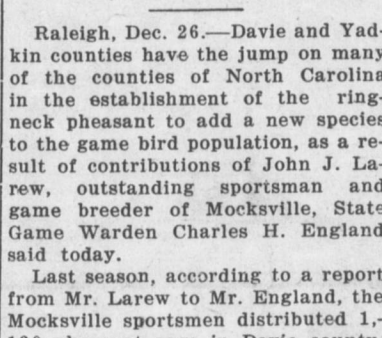 Raleigh, Dec. 26.—Davie and Yad-
kin counties have the jump on many
of the counties of North Carolina
in the establishment of the ring-
neck pheasant to add a new species
to the game bird population, as a re-
sult of contributions of John J. La-
rew, outstanding sportsman and
game breeder of Mocksville, State
Game Warden Charles H. England
said today.
Last season, according to a report
from Mr. Larew to Mr. England, the
Mocksville sportsmen distributed 1,-